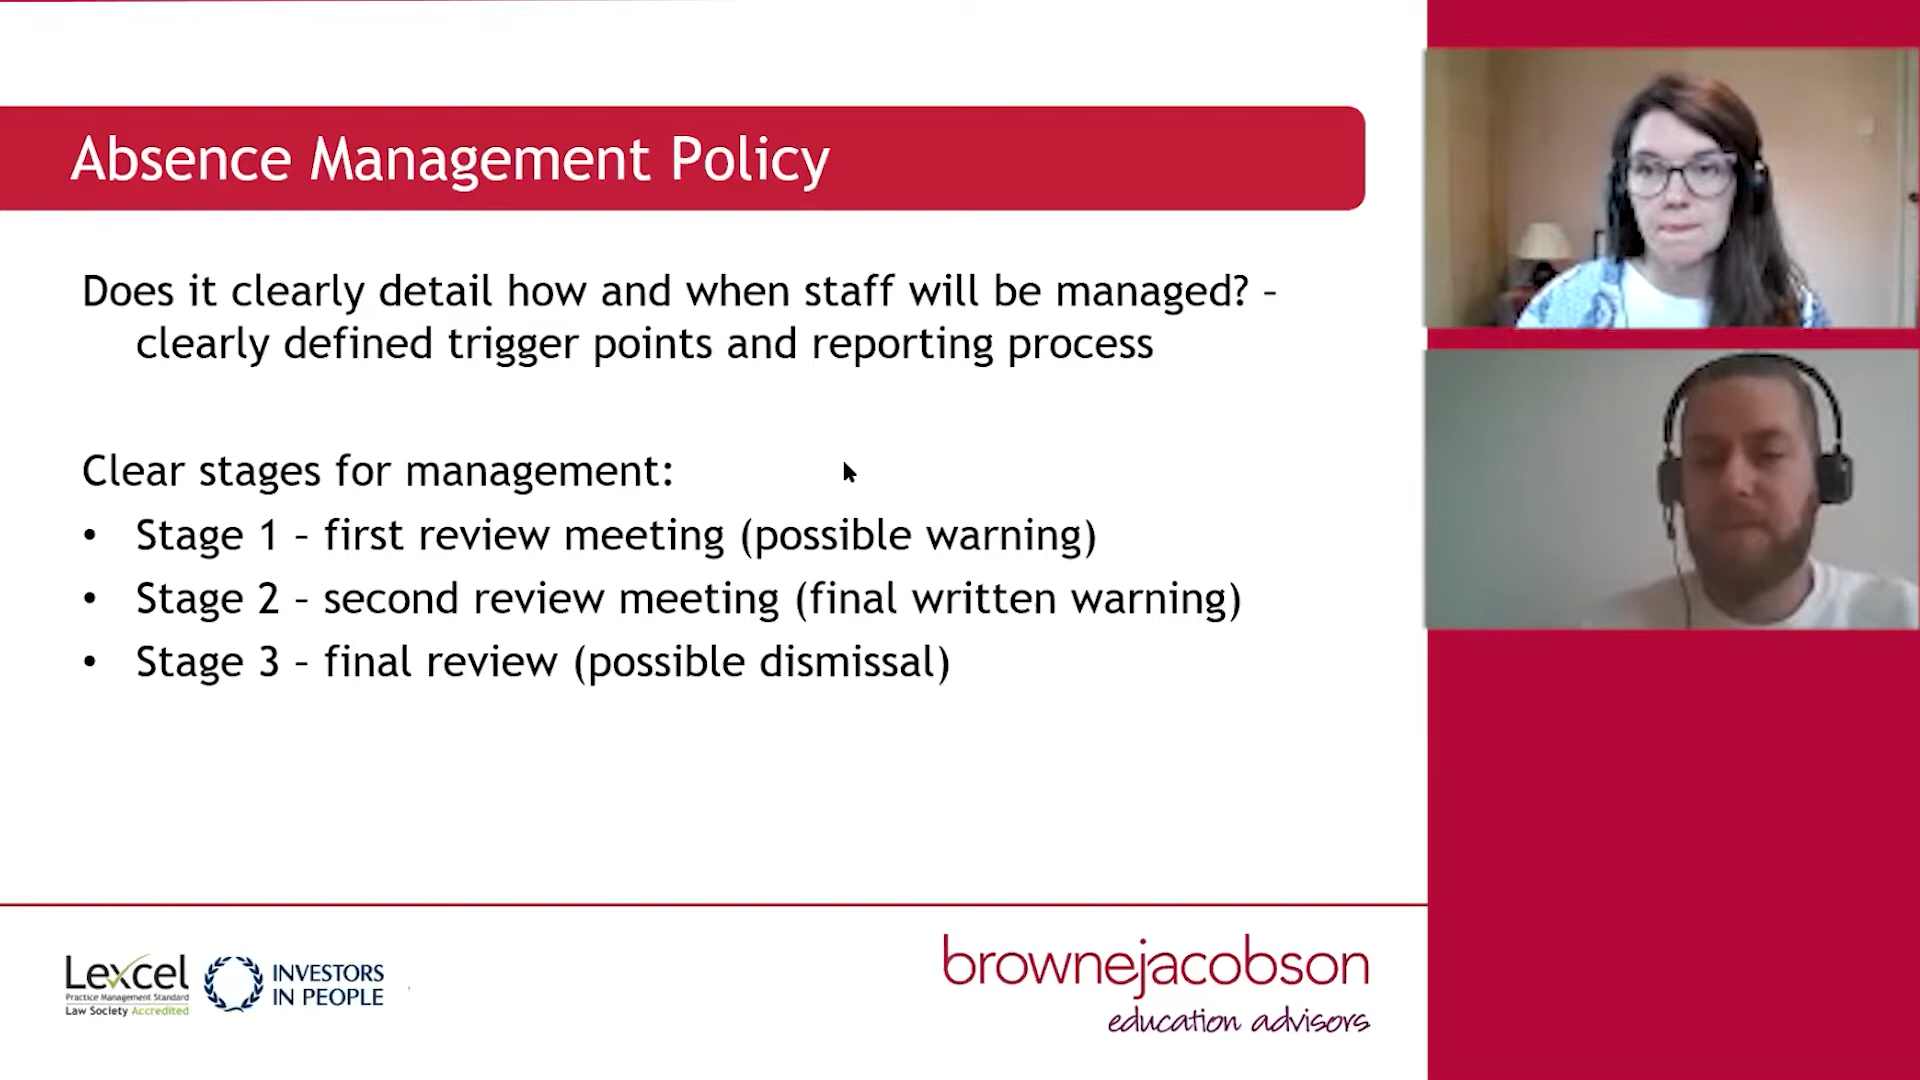 Absence Management Policy
Does it clearly detail how and when staff will be managed? –
clearly defined trigger points and reporting process
Clear stages for management:
• Stage 1 – first review meeting (possible warning)
• Stage 2 – second review meeting (final written warning)
• Stage 3 – final review (possible dismissal)
Lexcel
Practice Management Standard
Law Society Accredited
INVESTORS
IN PEOPLE
brownejacobson
education advisors